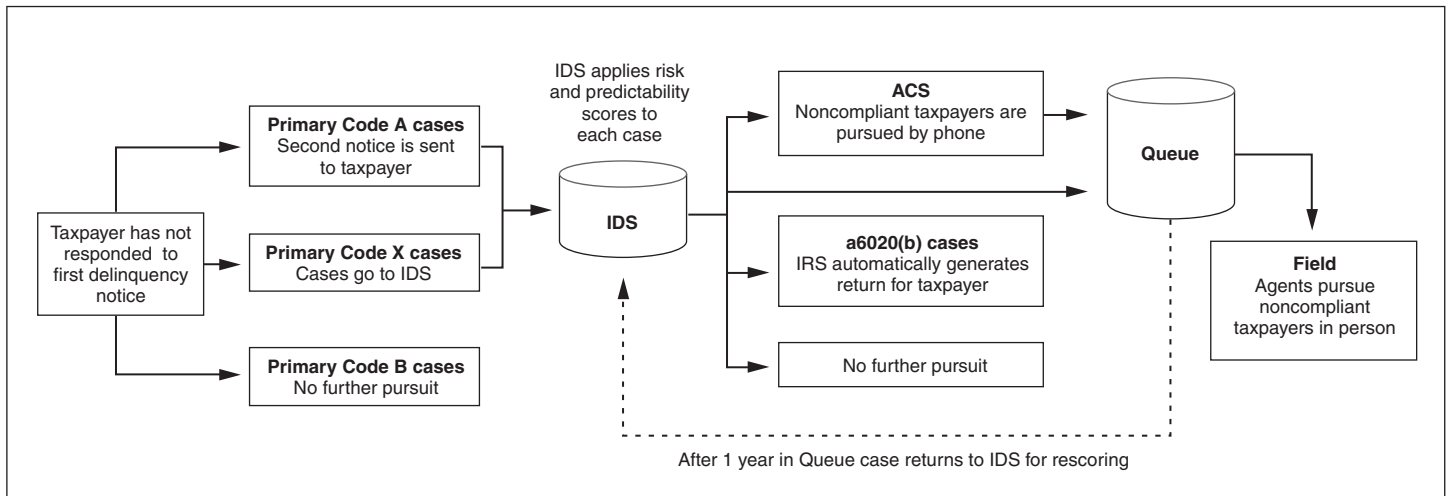 Taxpayer has not
responded to
first delinquency
notice
Primary Code A cases
Second notice is sent
to taxpayer
Primary Code X cases
Cases go to IDS
Primary Code B cases
No further pursuit
IDS applies risk
and predictability
scores to
each case
IDS
ACS
Noncompliant taxpayers are
pursued by phone
a6020(b) cases
IRS automatically generates
return for taxpayer
No further pursuit
Queue
Field
Agents pursue
noncompliant
taxpayers in person
After 1 year in Queue case returns to IDS for rescoring